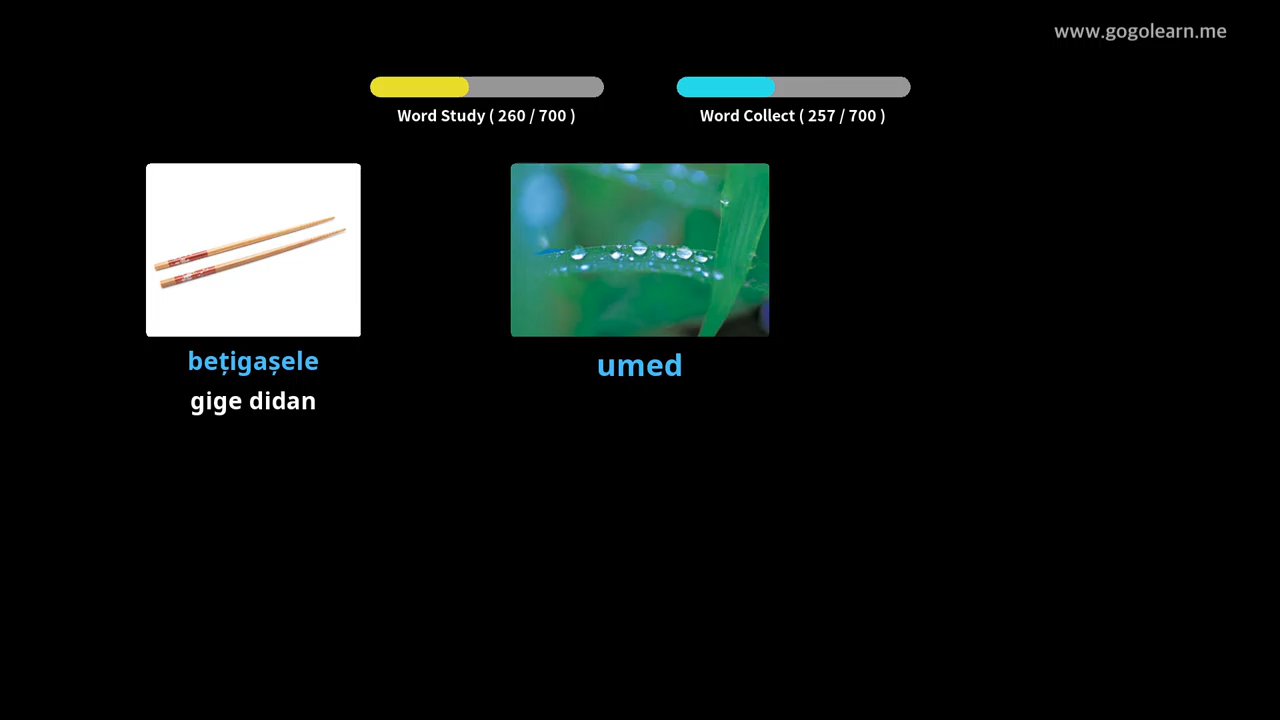 www.gogolearn.me
Word Study ( 260 / 700 )
Word Collect ( 257 / 700 )
bețigașele
gige didan
umed